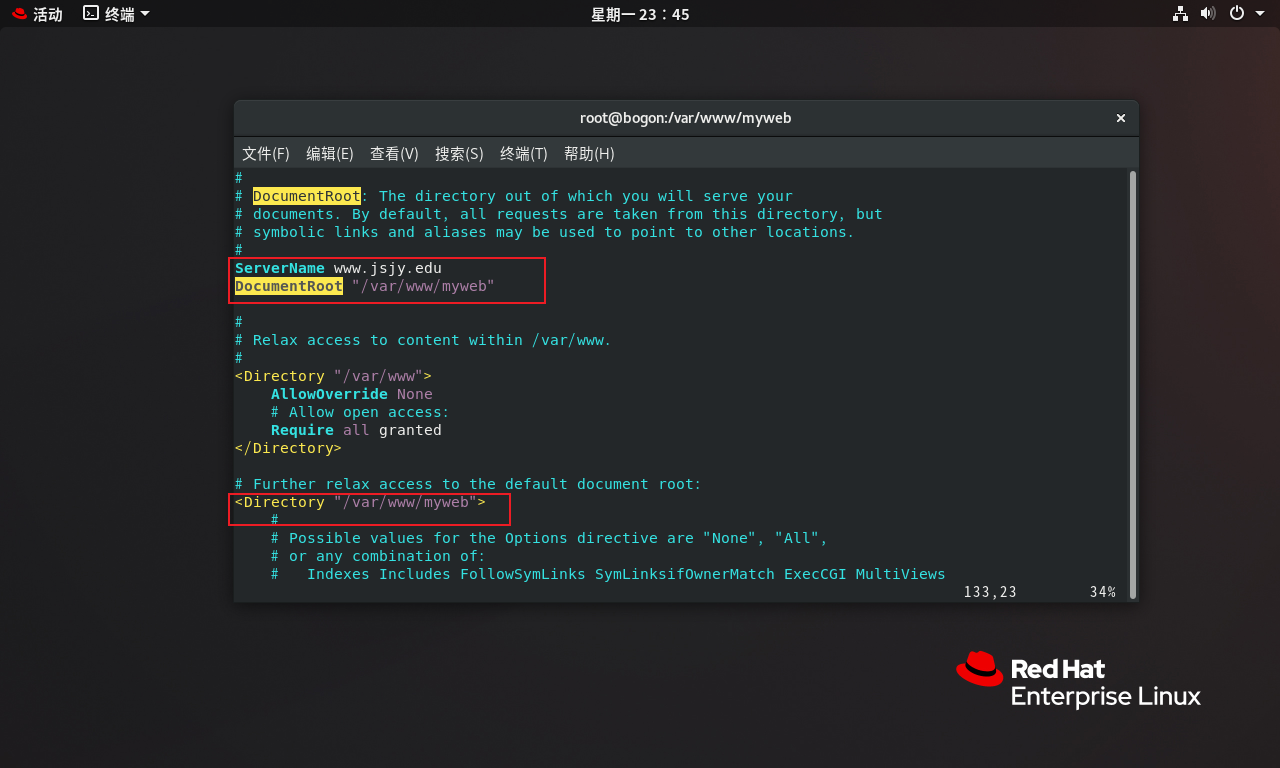 活动 终端 星期一 23：45
root@bogon:/var/www/myweb ×
文件(F) 编辑(E) 查看(V) 搜索(S) 终端(T) 帮助(H)
#
# DocumentRoot: The directory out of which you will serve your
# documents. By default, all requests are taken from this directory, but
# symbolic links and aliases may be used to point to other locations.
#
ServerName www.jsjy.edu
DocumentRoot "/var/www/myweb"
#
# Relax access to content within /var/www.
#
<Directory "/var/www">
    AllowOverride None
    # Allow open access:
    Require all granted
</Directory>
# Further relax access to the default document root:
<Directory "/var/www/myweb">
    #
    # Possible values for the Options directive are "None", "All",
    # or any combination of:
    #   Indexes Includes FollowSymLinks SymLinksifOwnerMatch ExecCGI MultiViews
133,23 34%
Red Hat
Enterprise Linux